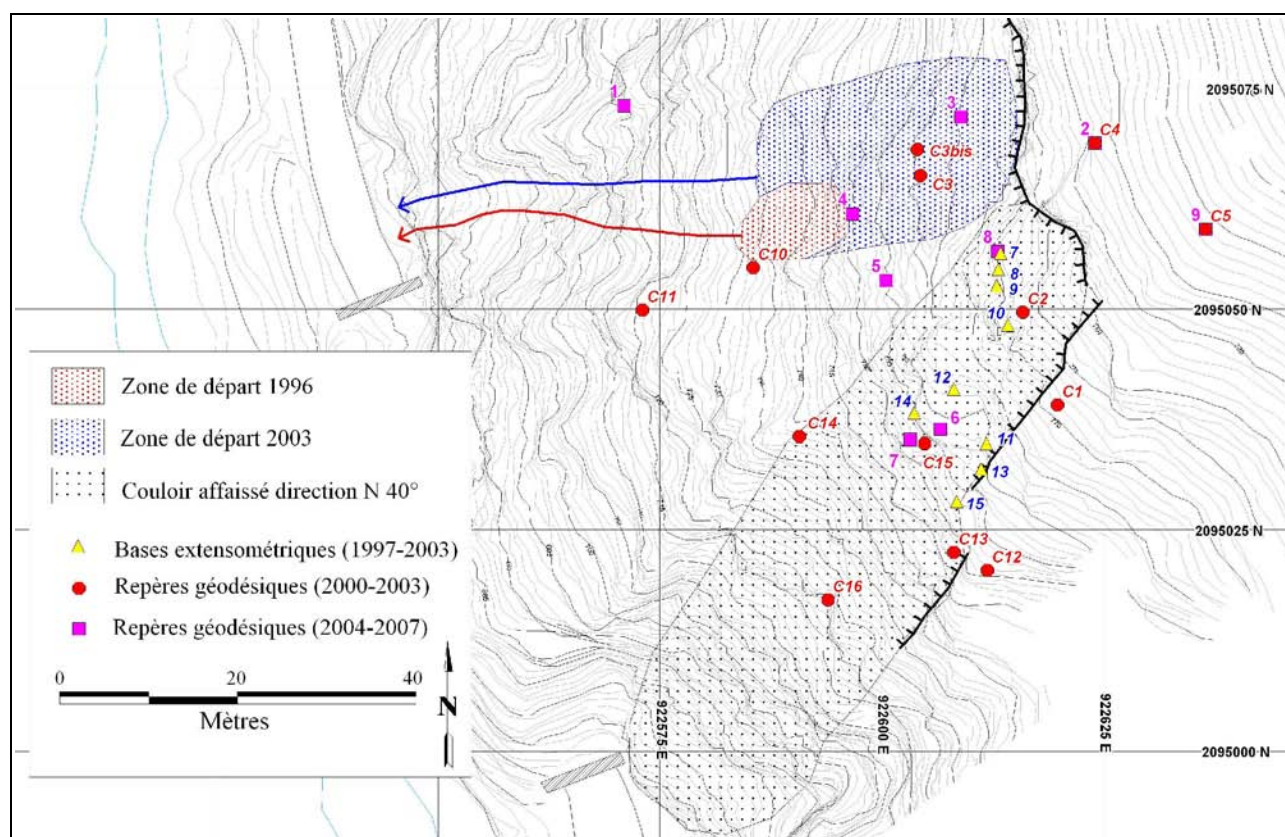 2095075 N
1
3
2
C4
C3bis
C3
4
9
C5
8
7
C10
5
8
9
C11
C2
2095050 N
10
Zone de départ 1996
12
C1
770
Zone de départ 2003
14
6
C14
11
7
C15
Couloir affaissé direction N 40°
13
15
2095025 N
Bases extensométriques (1997-2003)
C13
C12
Repères géodésiques (2000-2003)
C16
Repères géodésiques (2004-2007)
0 20 40
Mètres
N
922575 E
922600 E
922625 E
2095000 N